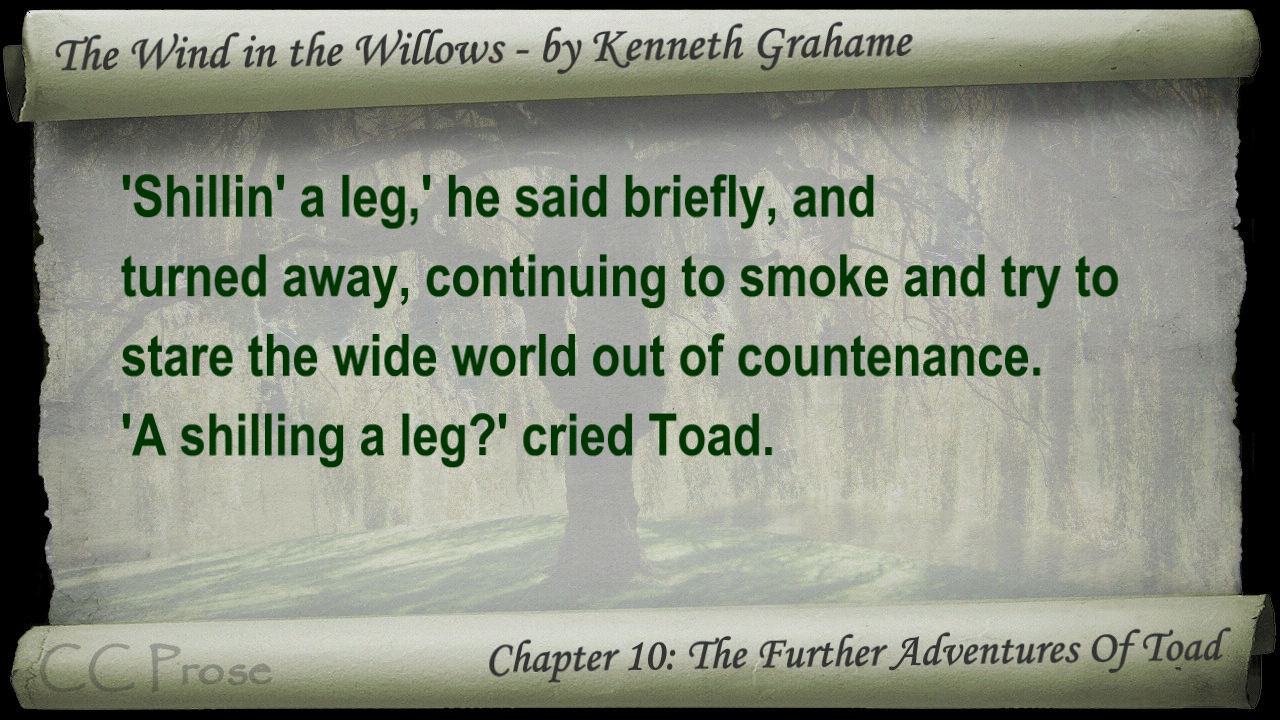 The Wind in the Willows - by Kenneth Grahame
'Shillin' a leg,' he said briefly, and
turned away, continuing to smoke and try to
stare the wide world out of countenance.
'A shilling a leg?' cried Toad.
CC Prose
Chapter 10: The Further Adventures Of Toad